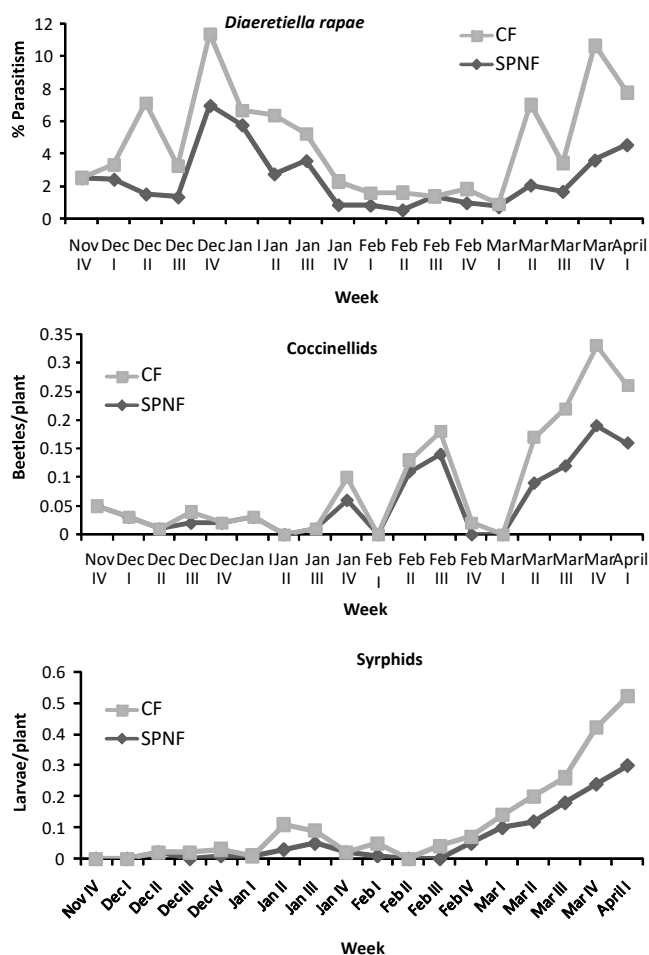 Diaeretiella rapae
CF
SPNF
12
10
8
6
4
2
0
% Parasitism
Nov Dec Dec Dec Dec Jan I Jan Jan Jan Feb Feb Feb Feb Mar Mar Mar Mar April
IV I II III IV II III IV I II III IV I II III IV I
Week
Coccinellids
CF
SPNF
0.35
0.3
0.25
0.2
0.15
0.1
0.05
0
Beetles/plant
Nov Dec Dec Dec Dec Jan IJan Jan Jan Feb Feb Feb Feb Mar Mar Mar Mar April
IV I II III IV II III IV I II III IV I II III IV I
Week
Syrphids
CF
SPNF
0.6
0.5
0.4
0.3
0.2
0.1
0
Larvae/plant
Nov IV Dec I Dec II Dec III Dec IV Jan I Jan II Jan III Jan IV Feb I Feb II Feb III Feb IV Mar I Mar II Mar III Mar IV April I
Week